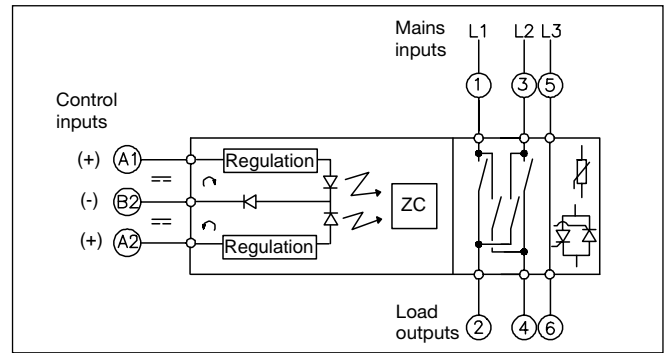 Mains
inputs
L1 L2 L3
1 3 5
Control
inputs
(+) A1 Regulation
(-) B2 ZC
(+) A2 Regulation
Load
outputs
2 4 6